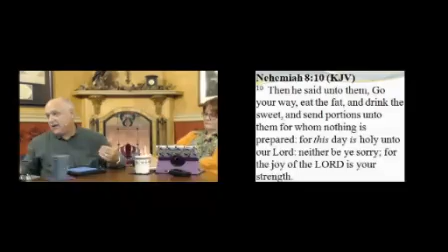 Nehemiah 8:10 (KJV)
10 Then he said unto them, Go
your way, eat the fat, and drink the
sweet, and send portions unto
them for whom nothing is
prepared: for this day is holy unto
our Lord: neither be ye sorry; for
the joy of the LORD is your
strength.